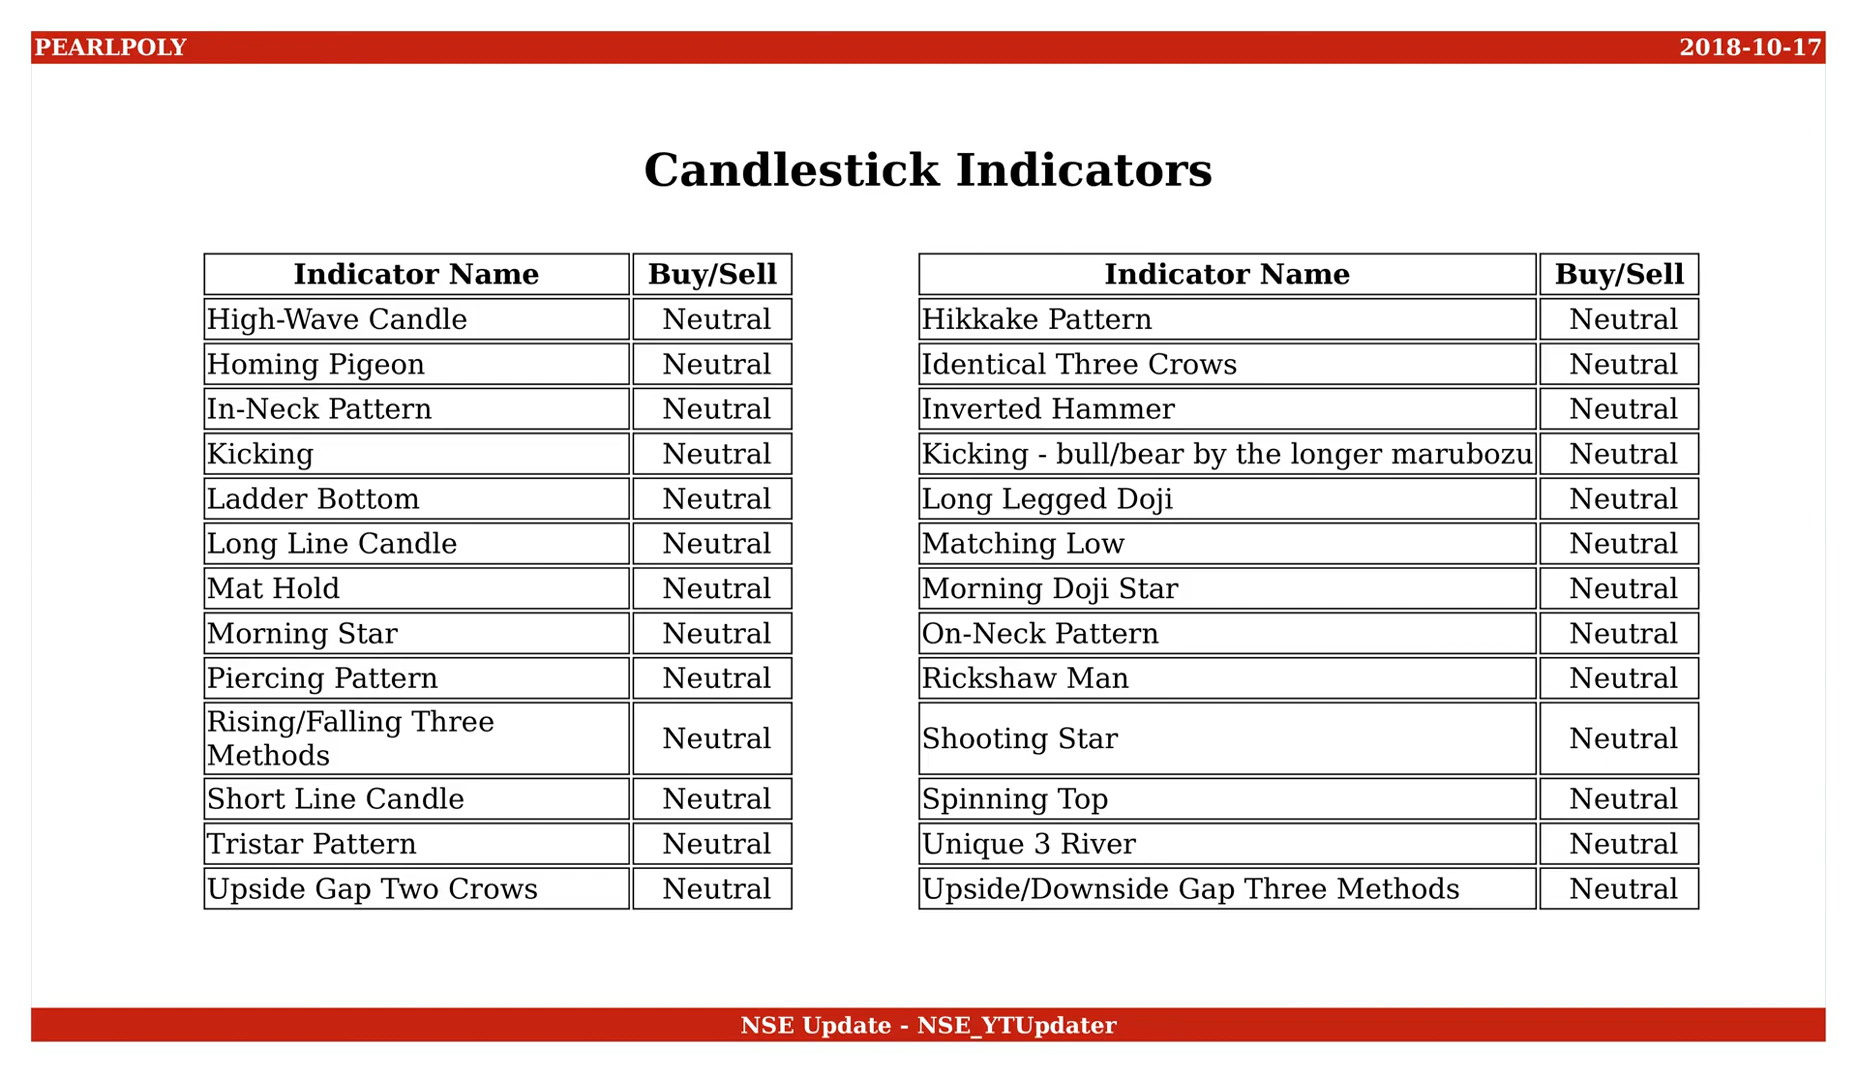 PEARLPOLY 2018-10-17
Candlestick Indicators
Indicator Name Buy/Sell Indicator Name Buy/Sell
High-Wave Candle Neutral Hikkake Pattern Neutral
Homing Pigeon Neutral Identical Three Crows Neutral
In-Neck Pattern Neutral Inverted Hammer Neutral
Kicking Neutral Kicking - bull/bear by the longer marubozu Neutral
Ladder Bottom Neutral Long Legged Doji Neutral
Long Line Candle Neutral Matching Low Neutral
Mat Hold Neutral Morning Doji Star Neutral
Morning Star Neutral On-Neck Pattern Neutral
Piercing Pattern Neutral Rickshaw Man Neutral
Rising/Falling Three
Methods Neutral Shooting Star Neutral
Short Line Candle Neutral Spinning Top Neutral
Tristar Pattern Neutral Unique 3 River Neutral
Upside Gap Two Crows Neutral Upside/Downside Gap Three Methods Neutral
NSE Update - NSE_YTUpdater